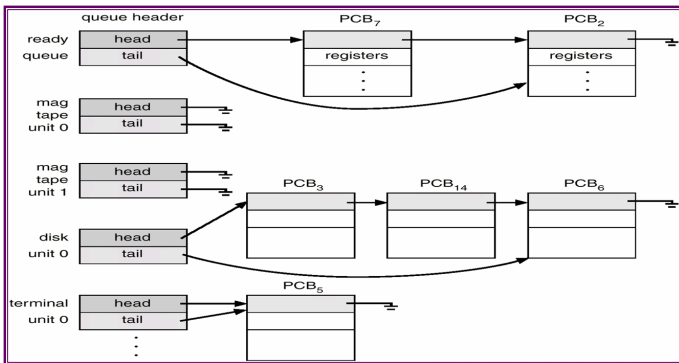 queue header PCB₇ PCB₂
ready head
queue tail registers registers
mag head
tape
unit 0 tail
mag head
tape
unit 1 tail
PCB₃ PCB₁₄ PCB₆
disk head
unit 0 tail
PCB₅
terminal head
unit 0 tail